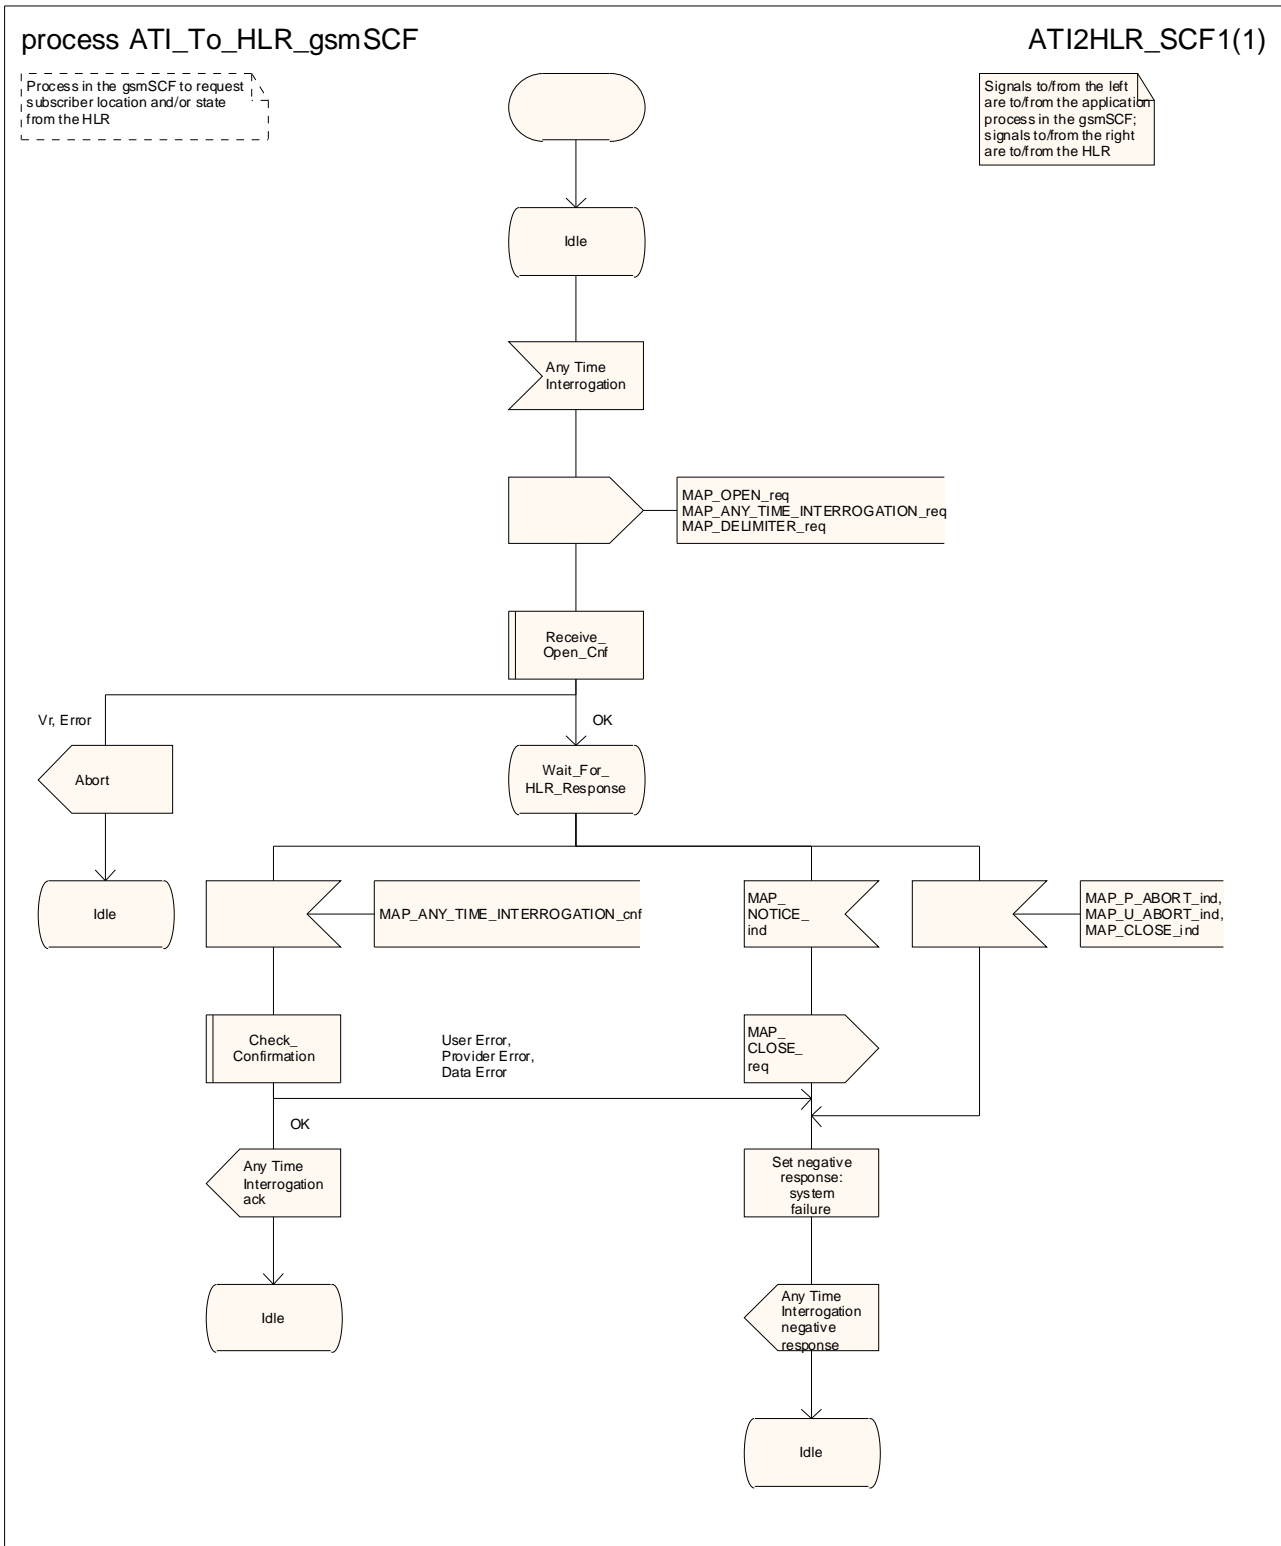 process ATI_To_HLR_gsmSCF
ATI2HLR_SCF1(1)
Process in the gsmSCF to request
subscriber location and/or state
from the HLR
Signals to/from the left
are to/from the application
process in the gsmSCF;
signals to/from the right
are to/from the HLR
Idle
Any Time
Interrogation
MAP_OPEN_req
MAP_ANY_TIME_INTERROGATION_req
MAP_DELIMITER_req
Receive_
Open_Cnf
Vr, Error
OK
Abort
Wait_For_
HLR_Response
Idle
MAP_ANY_TIME_INTERROGATION_cnf
MAP_
NOTICE_
ind
MAP_P_ABORT_ind,
MAP_U_ABORT_ind,
MAP_CLOSE_ind
Check_
Confirmation
User Error,
Provider Error,
Data Error
MAP_
CLOSE_
req
OK
Any Time
Interrogation
ack
Set negative
response:
system
failure
Idle
Any Time
Interrogation
negative
response
Idle